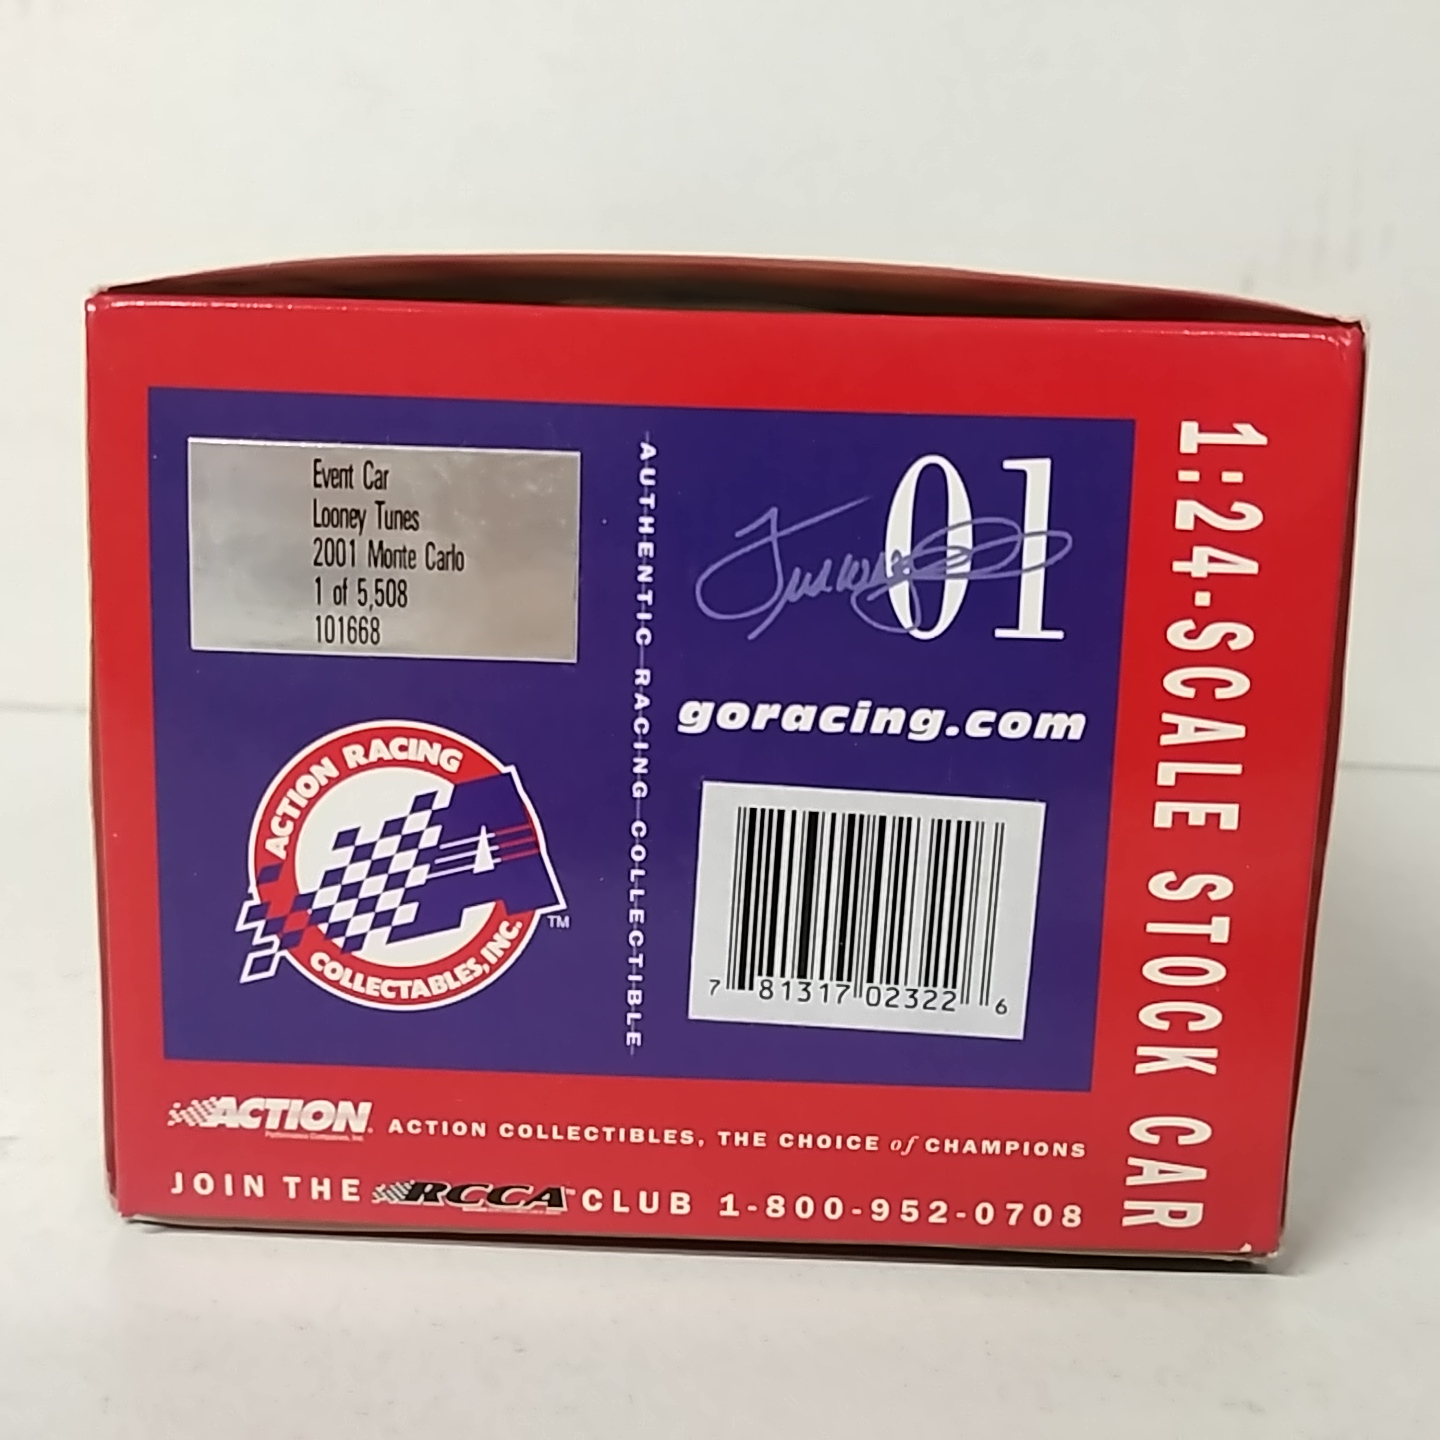 Event Car
Looney Tunes
2001 Monte Carlo
1 of 5,508
101668
ACTION RACING
COLLECTABLES, INC.
TM
AUTHENTIC RACING COLLECTIBLE
01
goracing.com
7 81317 02322 6
1:24-SCALE STOCK CAR
ACTION
ACTION COLLECTIBLES, THE CHOICE of CHAMPIONS
JOIN THE RCCA CLUB 1-800-952-0708